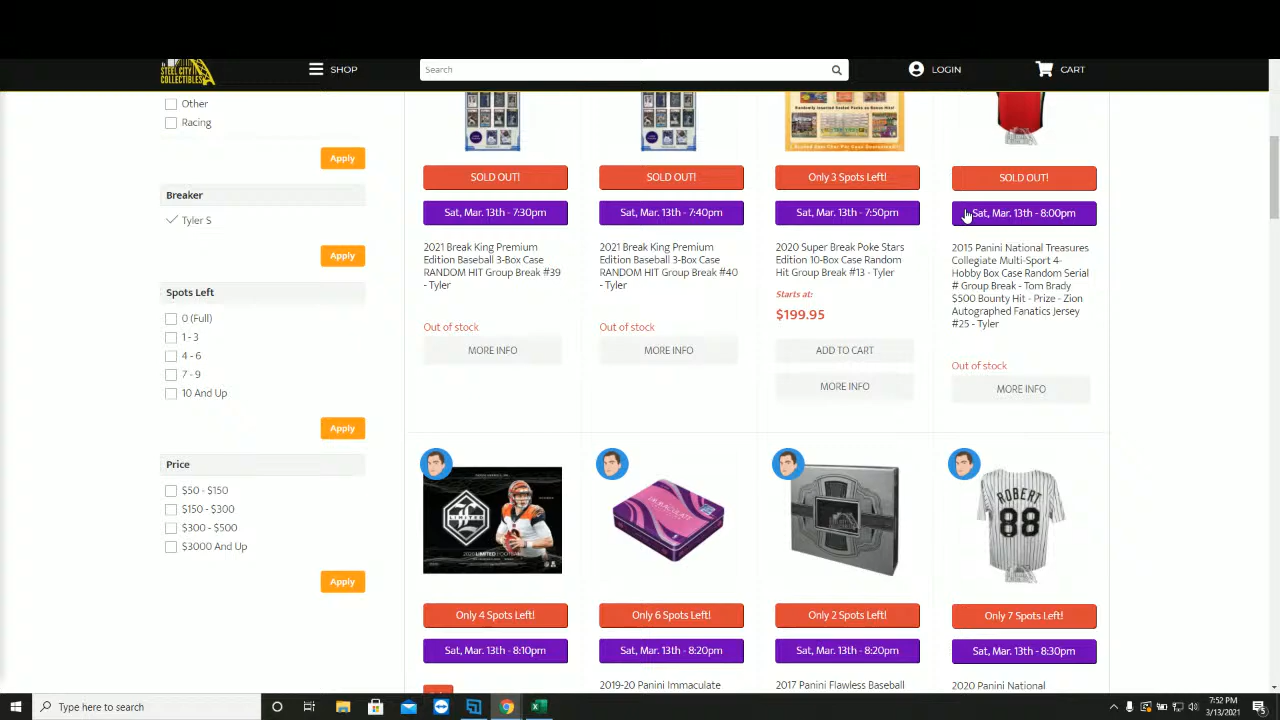 STEEL CITY
COLLECTIBLES
SHOP
Search
LOGIN
CART
Other
Racing
Apply
Breaker
Tyler S
Apply
Spots Left
0 (Full)
1 - 3
4 - 6
7 - 9
10 And Up
Apply
Price
$50 - $150
$150 - $300
$300 - $500
$3000 And Up
Apply
SOLD OUT!
Sat, Mar. 13th - 7:30pm
2021 Break King Premium
Edition Baseball 3-Box Case
RANDOM HIT Group Break #39
- Tyler
Out of stock
MORE INFO
SOLD OUT!
Sat, Mar. 13th - 7:40pm
2021 Break King Premium
Edition Baseball 3-Box Case
RANDOM HIT Group Break #40
- Tyler
Out of stock
MORE INFO
Only 3 Spots Left!
Sat, Mar. 13th - 7:50pm
2020 Super Break Poke Stars
Edition 10-Box Case Random
Hit Group Break #13 - Tyler
Starts at:
$199.95
ADD TO CART
MORE INFO
SOLD OUT!
Sat, Mar. 13th - 8:00pm
2015 Panini National Treasures
Collegiate Multi-Sport 4-
Hobby Box Case Random Serial
# Group Break - Tom Brady
$500 Bounty Hit - Prize - Zion
Autographed Fanatics Jersey
#25 - Tyler
Out of stock
MORE INFO
LIMITED
Only 4 Spots Left!
Sat, Mar. 13th - 8:10pm
IMMACULATE
Only 6 Spots Left!
Sat, Mar. 13th - 8:20pm
2019-20 Panini Immaculate
Only 2 Spots Left!
Sat, Mar. 13th - 8:20pm
2017 Panini Flawless Baseball
ROBERT
88
Only 7 Spots Left!
Sat, Mar. 13th - 8:30pm
2020 Panini National
Type here to search
7:52 PM
3/13/2021